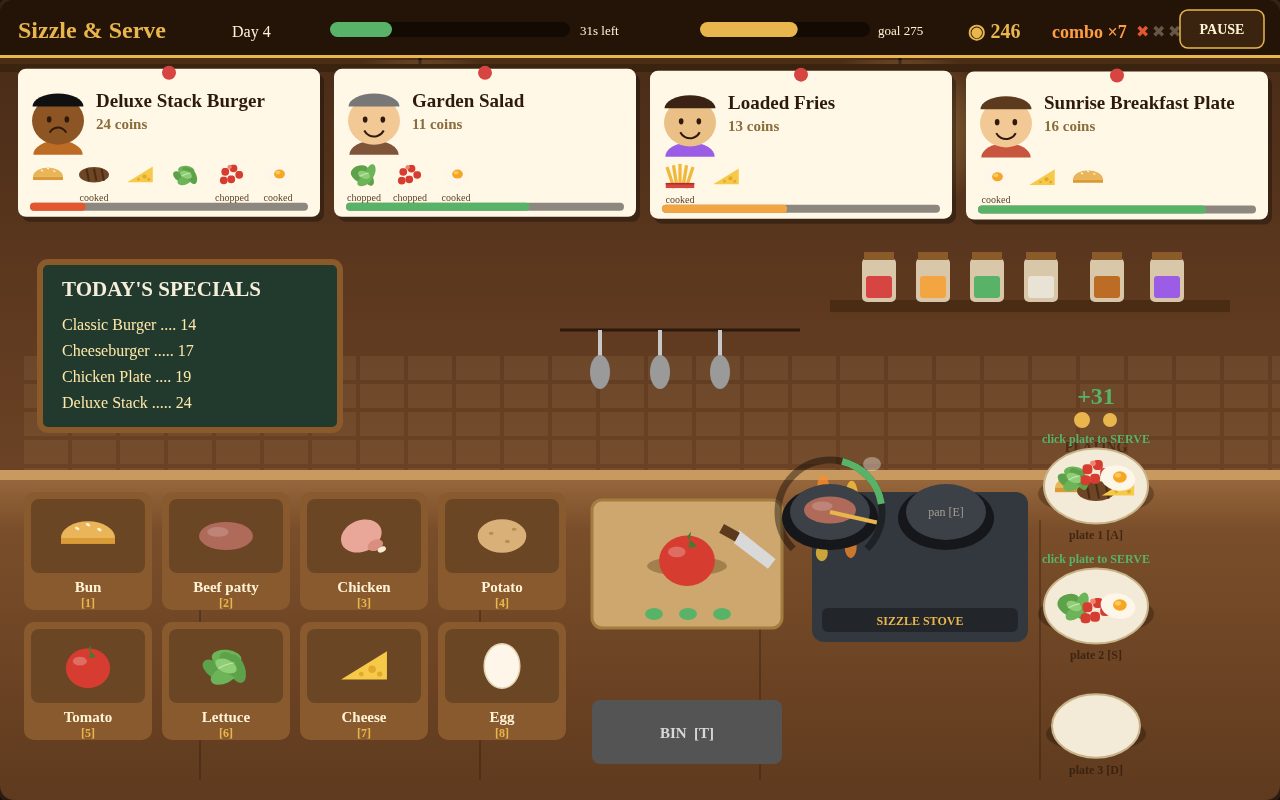 Sizzle & Serve
Day 4
31s left
goal 275
246
combo ×7
PAUSE
Deluxe Stack Burger
24 coins
cooked
chopped
cooked
Garden Salad
11 coins
chopped
chopped
cooked
Loaded Fries
13 coins
cooked
Sunrise Breakfast Plate
16 coins
cooked
TODAY'S SPECIALS
Classic Burger .... 14
Cheeseburger ..... 17
Chicken Plate .... 19
Deluxe Stack ..... 24
+31
click plate to SERVE
PLATING
plate 1 [A]
click plate to SERVE
plate 2 [S]
plate 3 [D]
pan [E]
SIZZLE STOVE
Bun
[1]
Beef patty
[2]
Chicken
[3]
Potato
[4]
Tomato
[5]
Lettuce
[6]
Cheese
[7]
Egg
[8]
BIN [T]